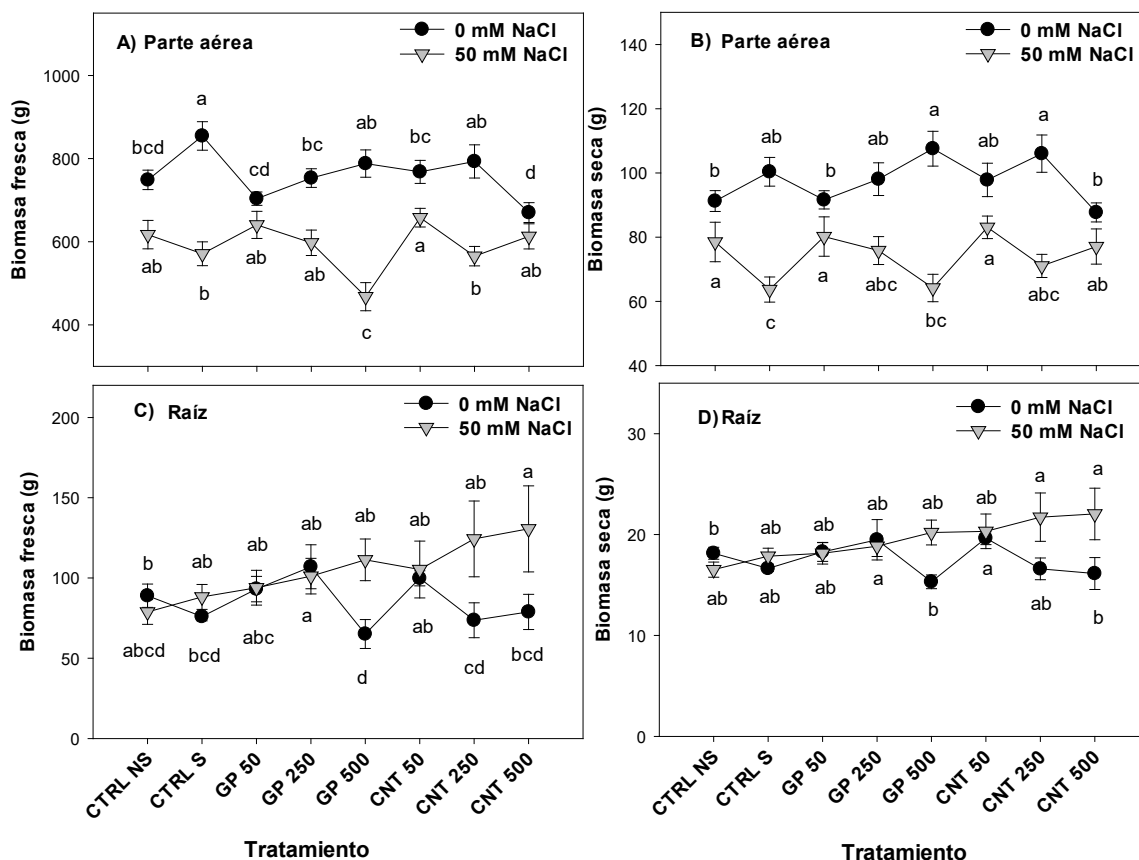 A) Parte aérea
0 mM NaCl
50 mM NaCl
Biomasa fresca (g)
1000
800
600
400
bcd
a
cd
bc
ab
bc
ab
d
ab
b
ab
ab
c
a
b
ab
B) Parte aérea
0 mM NaCl
50 mM NaCl
Biomasa seca (g)
140
120
100
80
60
40
b
ab
b
ab
a
ab
a
b
a
c
a
abc
bc
a
abc
ab
C) Raíz
0 mM NaCl
50 mM NaCl
Biomasa fresca (g)
200
150
100
50
0
b
ab
ab
ab
ab
ab
ab
a
abcd
bcd
abc
a
d
ab
cd
bcd
CTRL NS
CTRL S
GP 50
GP 250
GP 500
CNT 50
CNT 250
CNT 500
Tratamiento
D) Raíz
0 mM NaCl
50 mM NaCl
Biomasa seca (g)
30
20
10
0
b
ab
ab
ab
ab
ab
a
a
ab
ab
ab
a
b
a
ab
b
CTRL NS
CTRL S
GP 50
GP 250
GP 500
CNT 50
CNT 250
CNT 500
Tratamiento